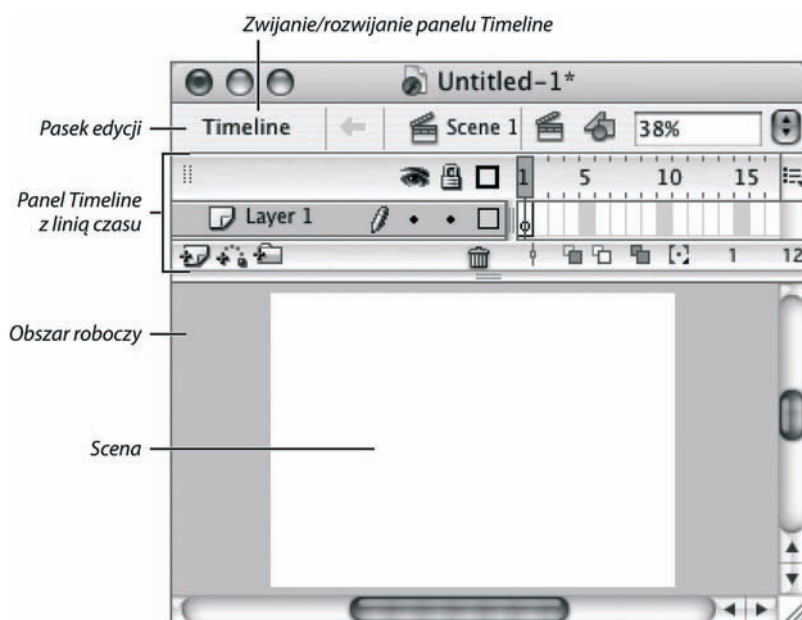 Zwijanie/rozwijanie panelu Timeline
Untitled-1*
Pasek edycji
Timeline
Scene 1
38%
Panel Timeline
z linią czasu
1 5 10 15
Layer 1
1 12
Obszar roboczy
Scena